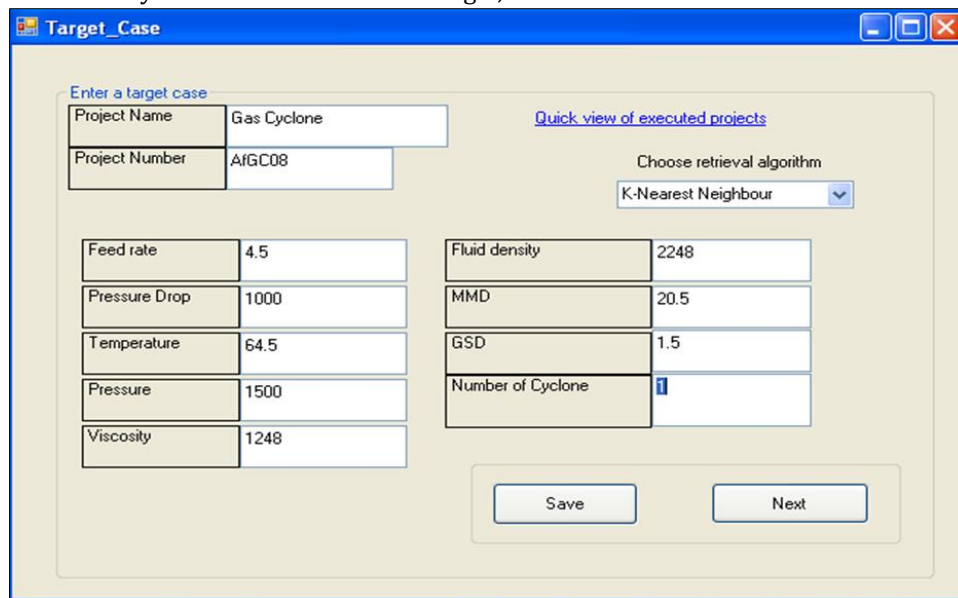 Target_Case
Enter a target case
Project Name
Gas Cyclone
Quick view of executed projects
Project Number
AfGC08
Choose retrieval algorithm
K-Nearest Neighbour
Feed rate
4.5
Fluid density
2248
Pressure Drop
1000
MMD
20.5
Temperature
64.5
GSD
1.5
Pressure
1500
Number of Cyclone
1
Viscosity
1248
Save
Next